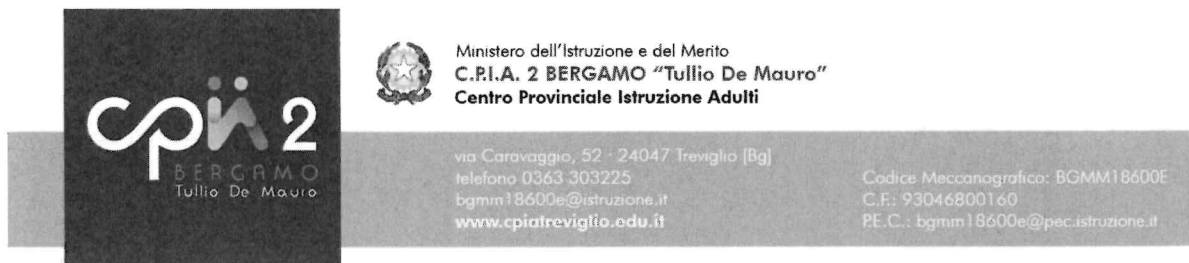 cpia 2
BERGAMO
Tullio De Mauro
Ministero dell'Istruzione e del Merito
C.P.I.A. 2 BERGAMO "Tullio De Mauro"
Centro Provinciale Istruzione Adulti
via Caravaggio, 52 · 24047 Treviglio [Bg]
telefono 0363 303225
bgmm18600e@istruzione.it
www.cpiatreviglio.edu.it
Codice Meccanografico: BGMM18600E
C.F.: 93046800160
P.E.C.: bgmm18600e@pec.istruzione.it